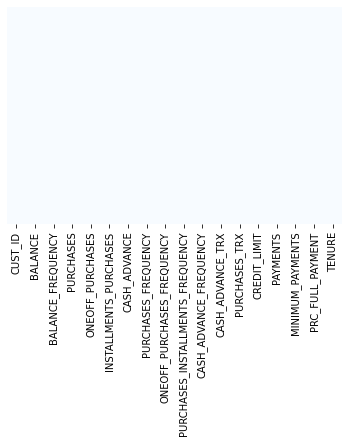 CUST_ID
BALANCE
BALANCE_FREQUENCY
PURCHASES
ONEOFF_PURCHASES
INSTALLMENTS_PURCHASES
CASH_ADVANCE
PURCHASES_FREQUENCY
ONEOFF_PURCHASES_FREQUENCY
PURCHASES_INSTALLMENTS_FREQUENCY
CASH_ADVANCE_FREQUENCY
CASH_ADVANCE_TRX
PURCHASES_TRX
CREDIT_LIMIT
PAYMENTS
MINIMUM_PAYMENTS
PRC_FULL_PAYMENT
TENURE